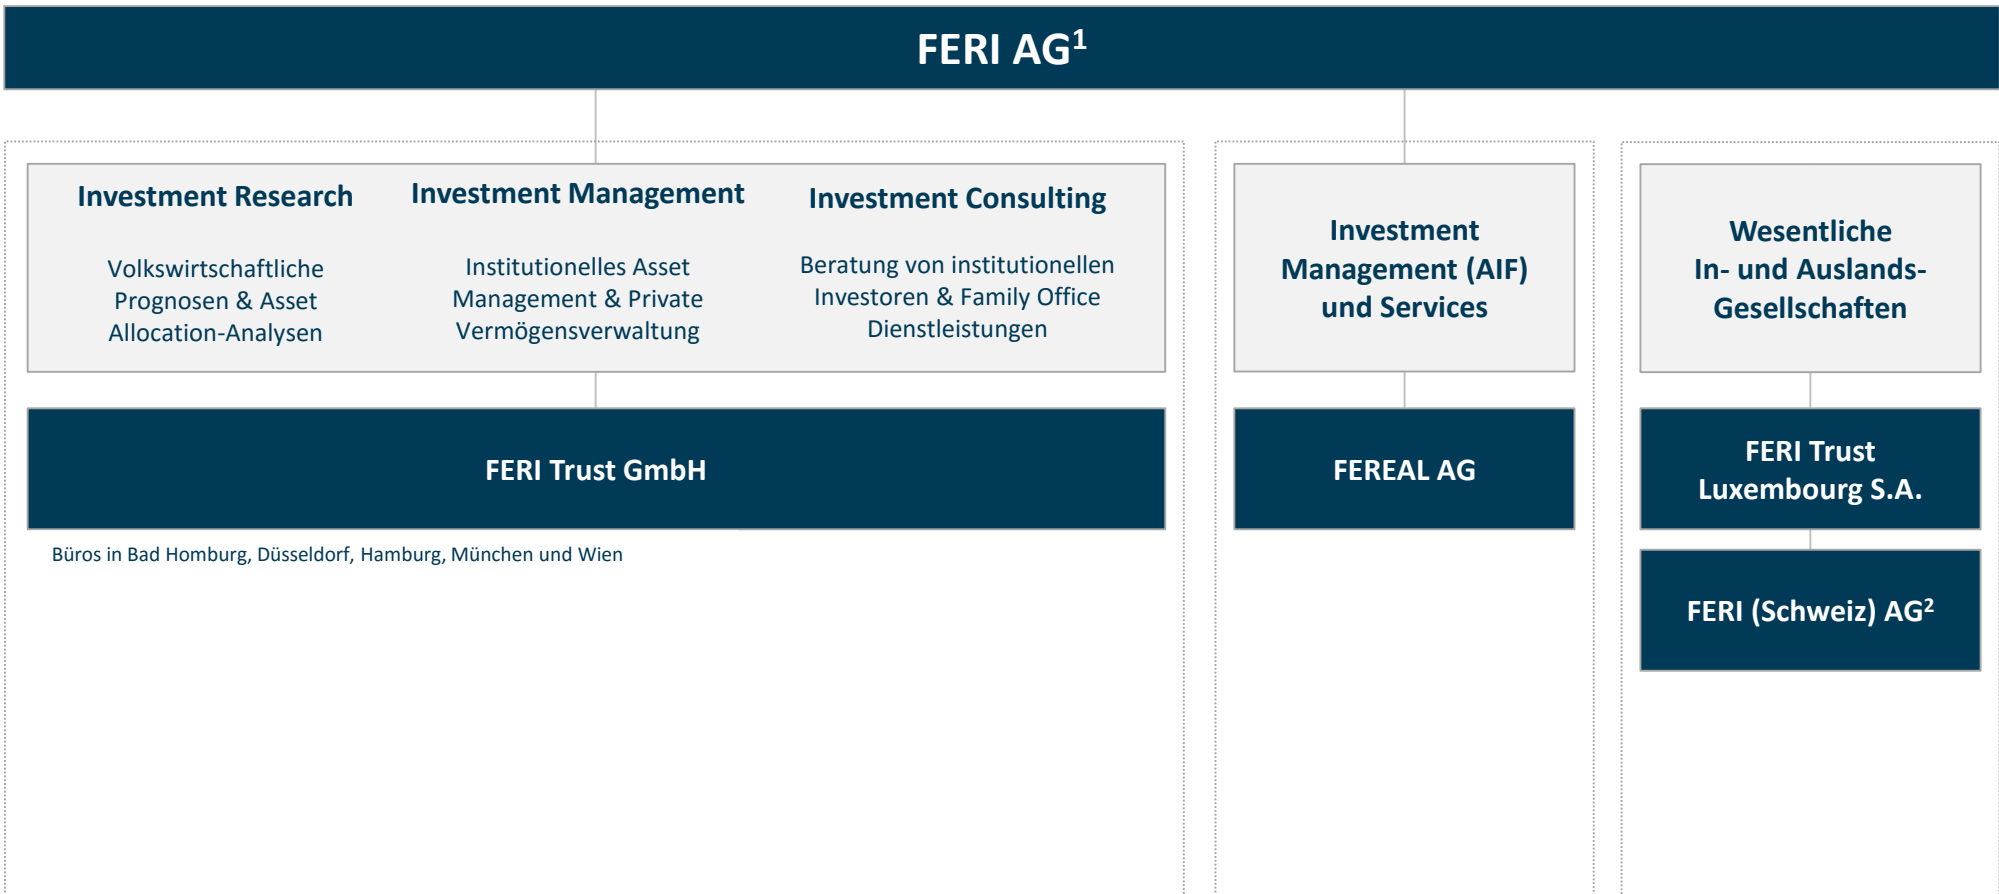 FERI AG¹
Investment Research
Volkswirtschaftliche
Prognosen & Asset
Allocation-Analysen
Investment Management
Institutionelles Asset
Management & Private
Vermögensverwaltung
Investment Consulting
Beratung von institutionellen
Investoren & Family Office
Dienstleistungen
FERI Trust GmbH
Büros in Bad Homburg, Düsseldorf, Hamburg, München und Wien
Investment
Management (AIF)
und Services
FEREAL AG
Wesentliche
In- und Auslands-
Gesellschaften
FERI Trust
Luxembourg S.A.
FERI (Schweiz) AG²